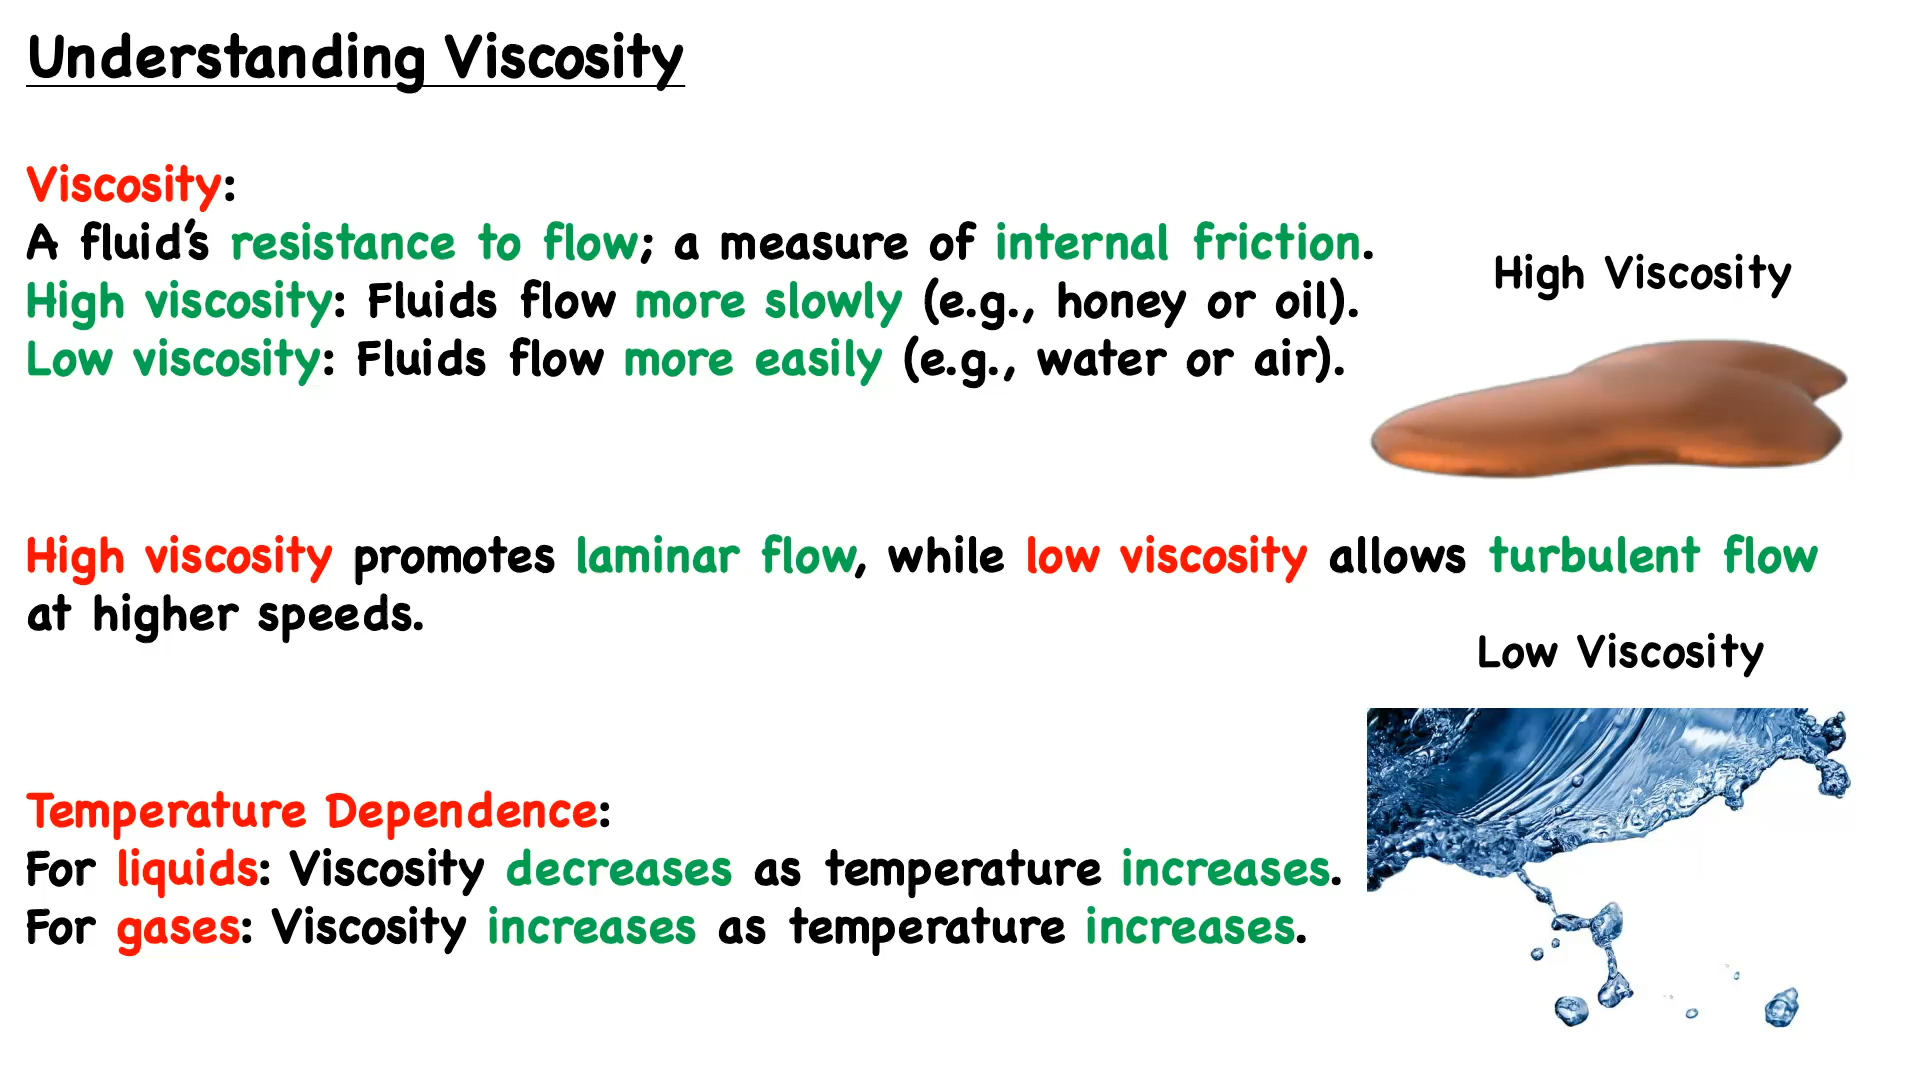 Understanding Viscosity
Viscosity:
A fluid's resistance to flow; a measure of internal friction.
High viscosity: Fluids flow more slowly (e.g., honey or oil).
Low viscosity: Fluids flow more easily (e.g., water or air).
High Viscosity
High viscosity promotes laminar flow, while low viscosity allows turbulent flow
at higher speeds.
Low Viscosity
Temperature Dependence:
For liquids: Viscosity decreases as temperature increases.
For gases: Viscosity increases as temperature increases.